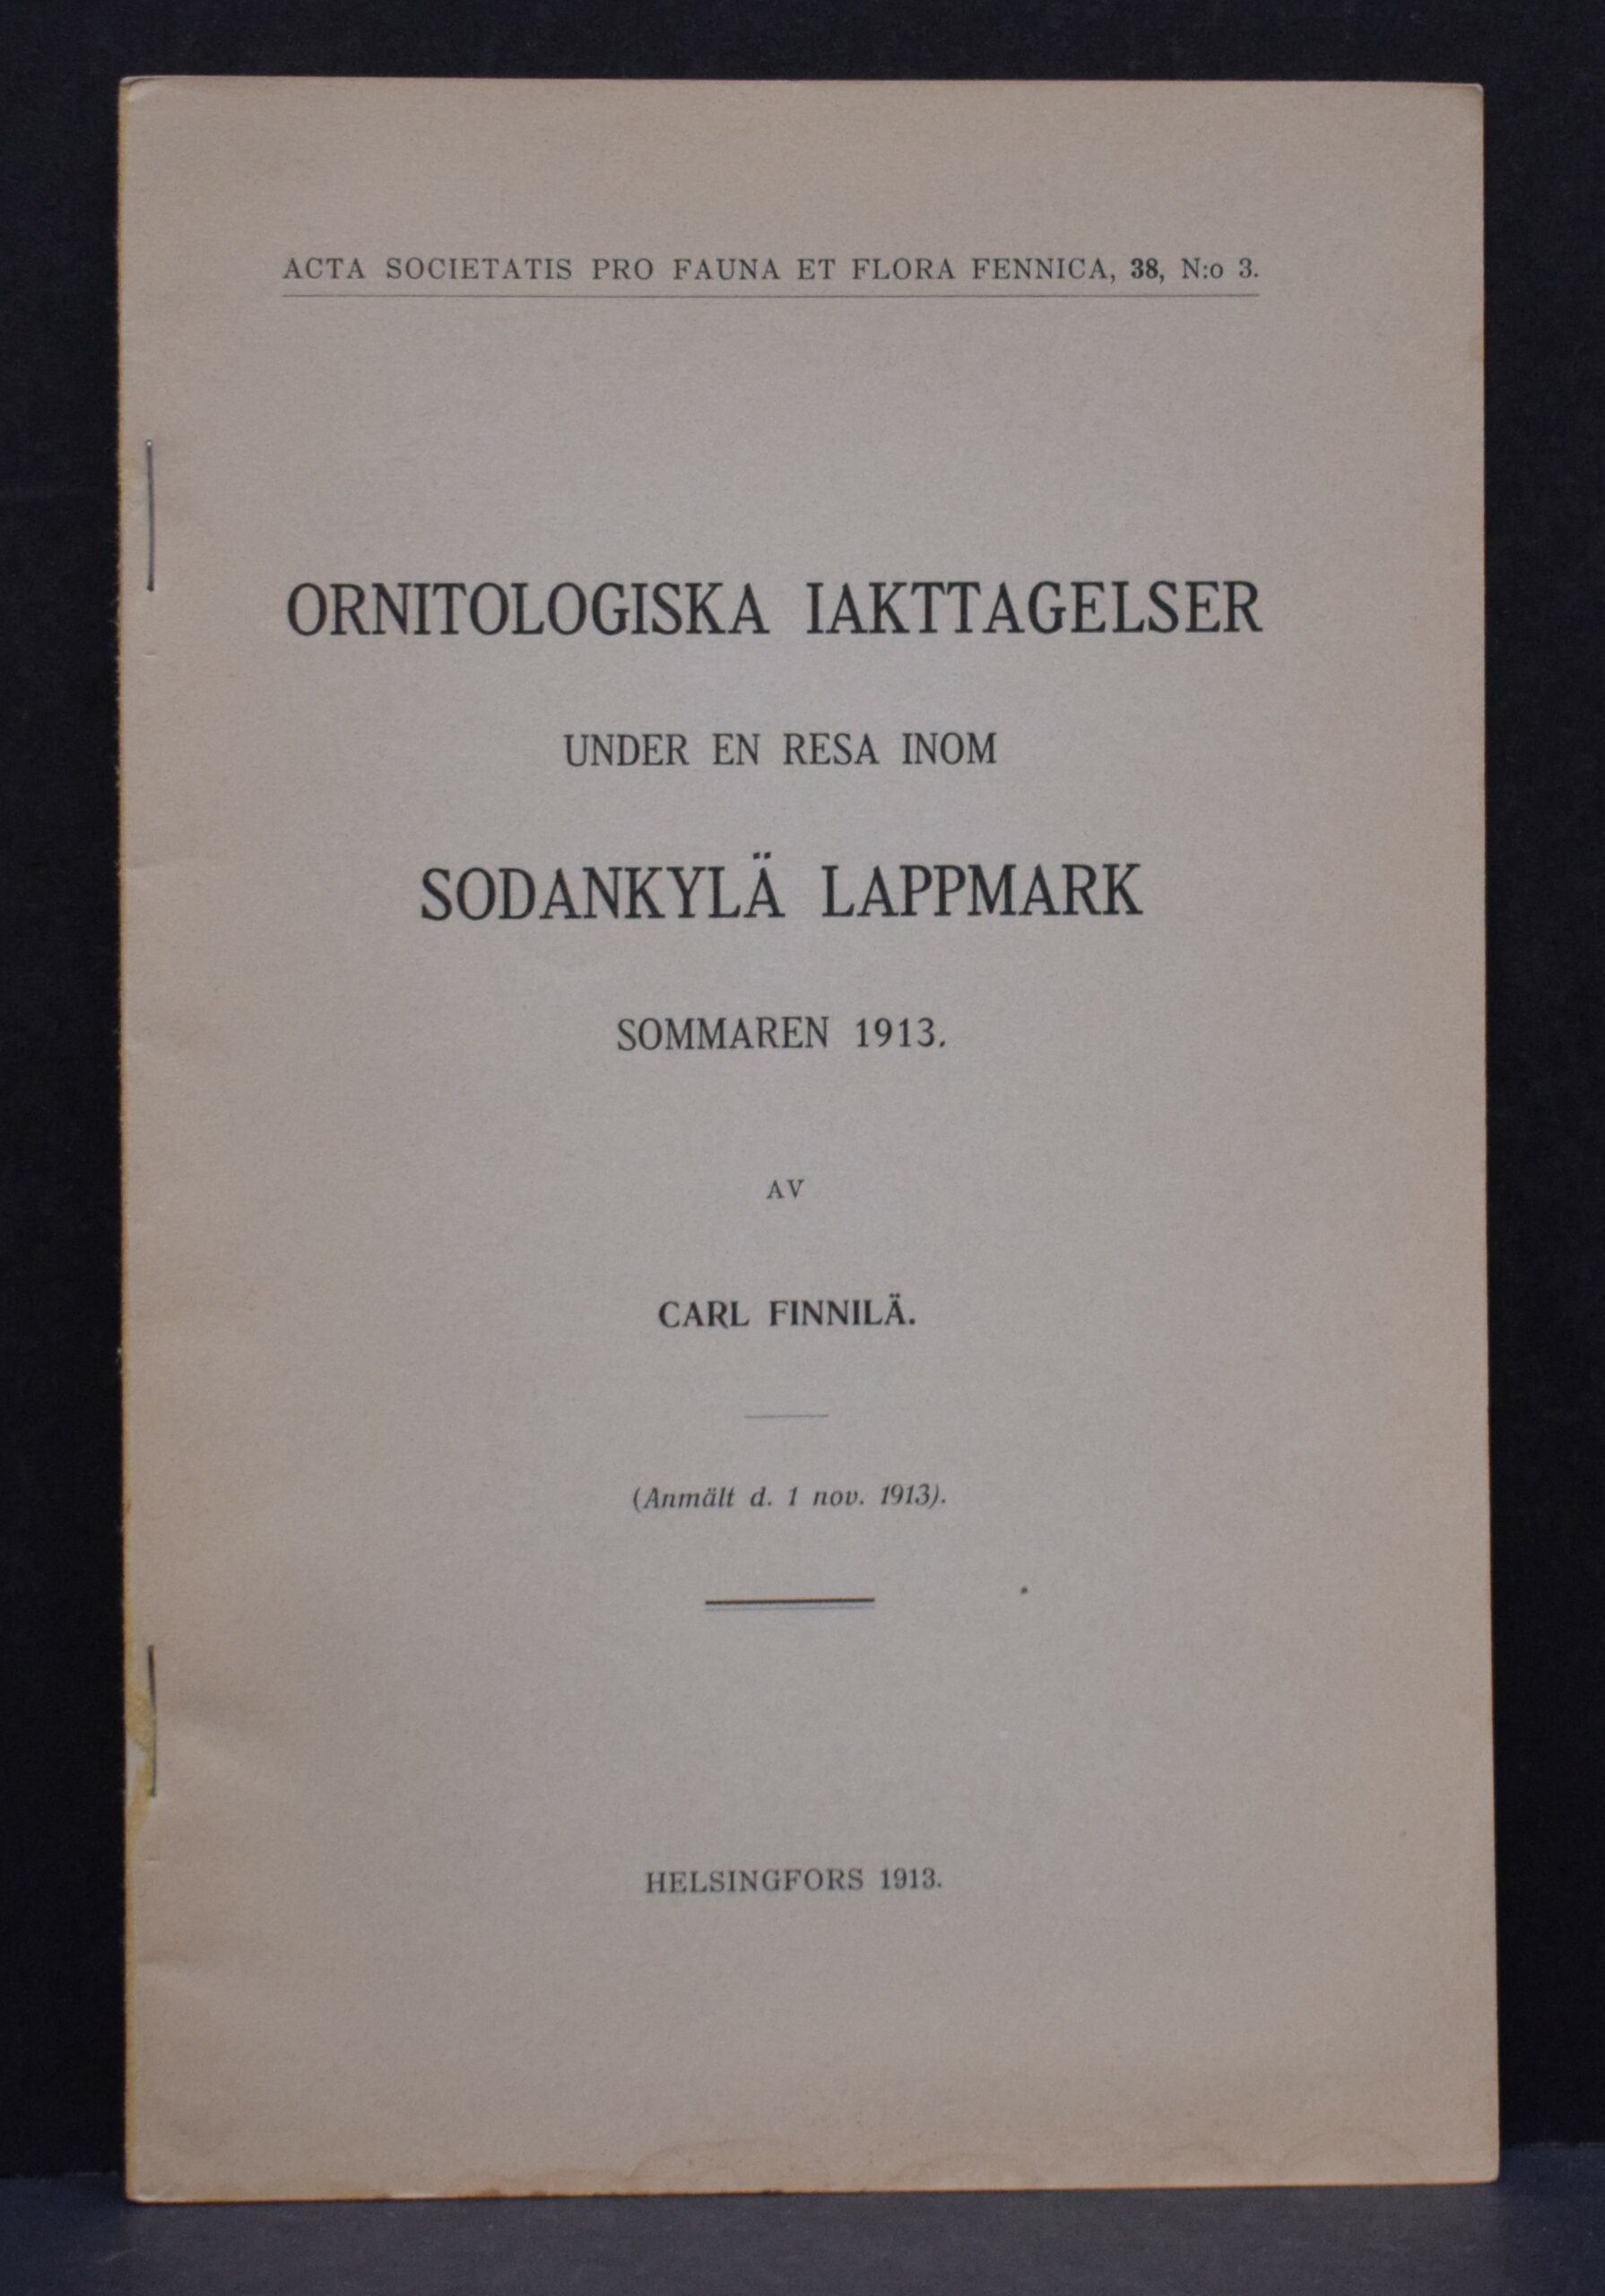 ACTA SOCIETATIS PRO FAUNA ET FLORA FENNICA, 38, N:o 3.
ORNITOLOGISKA IAKTTAGELSER
UNDER EN RESA INOM
SODANKYLÄ LAPPMARK
SOMMAREN 1913.
AV
CARL FINNILÄ.
(Anmält d. 1 nov. 1913).
HELSINGFORS 1913.